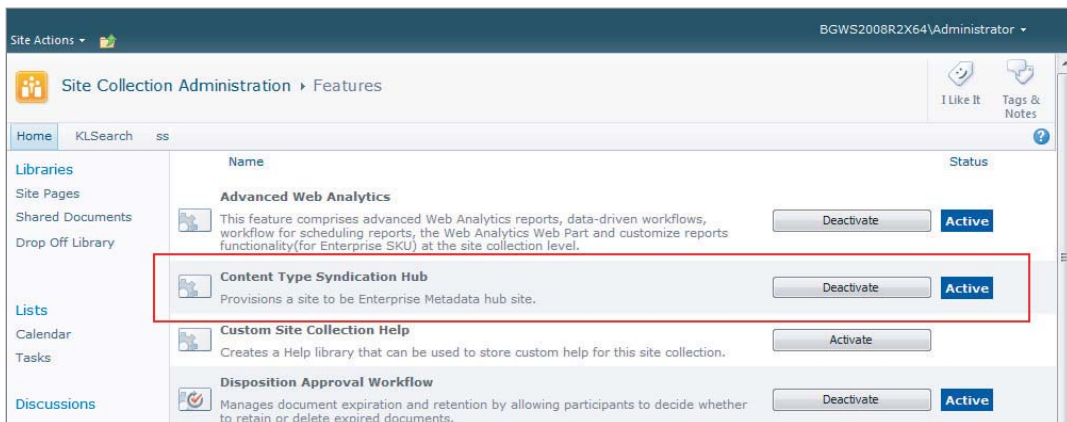 BGWS2008R2X64\Administrator
Site Actions
Site Collection Administration Features
I Like It
Tags &
Notes
Home KLSearch ss
Libraries
Site Pages
Shared Documents
Drop Off Library
Lists
Calendar
Tasks
Discussions
Name Status
Advanced Web Analytics
This feature comprises advanced Web Analytics reports, data-driven workflows,
workflow for scheduling reports, the Web Analytics Web Part and customize reports
functionality(for Enterprise SKU) at the site collection level.
Deactivate Active
Content Type Syndication Hub
Provisions a site to be Enterprise Metadata hub site.
Deactivate Active
Custom Site Collection Help
Creates a Help library that can be used to store custom help for this site collection.
Activate
Disposition Approval Workflow
Manages document expiration and retention by allowing participants to decide whether
to retain or delete expired documents.
Deactivate Active